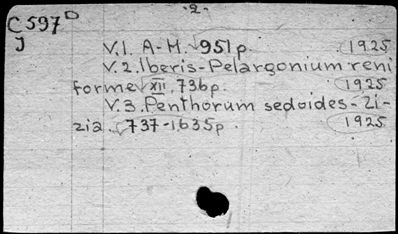 -2-
C 597 D
J
V.1. A-H. 951p. 1925
V.2. Iberis-Pelargonium reni
forme XII, 736p. 1925
V.3. Penthorum sedoides-Zi-
zia. 737-1635p. 1925